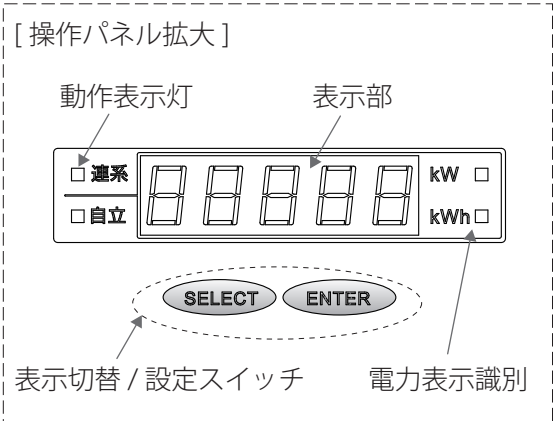 [ 操作パネル拡大 ]
動作表示灯 表示部
連系 kW
自立 kWh
SELECT ENTER
表示切替 / 設定スイッチ 電力表示識別